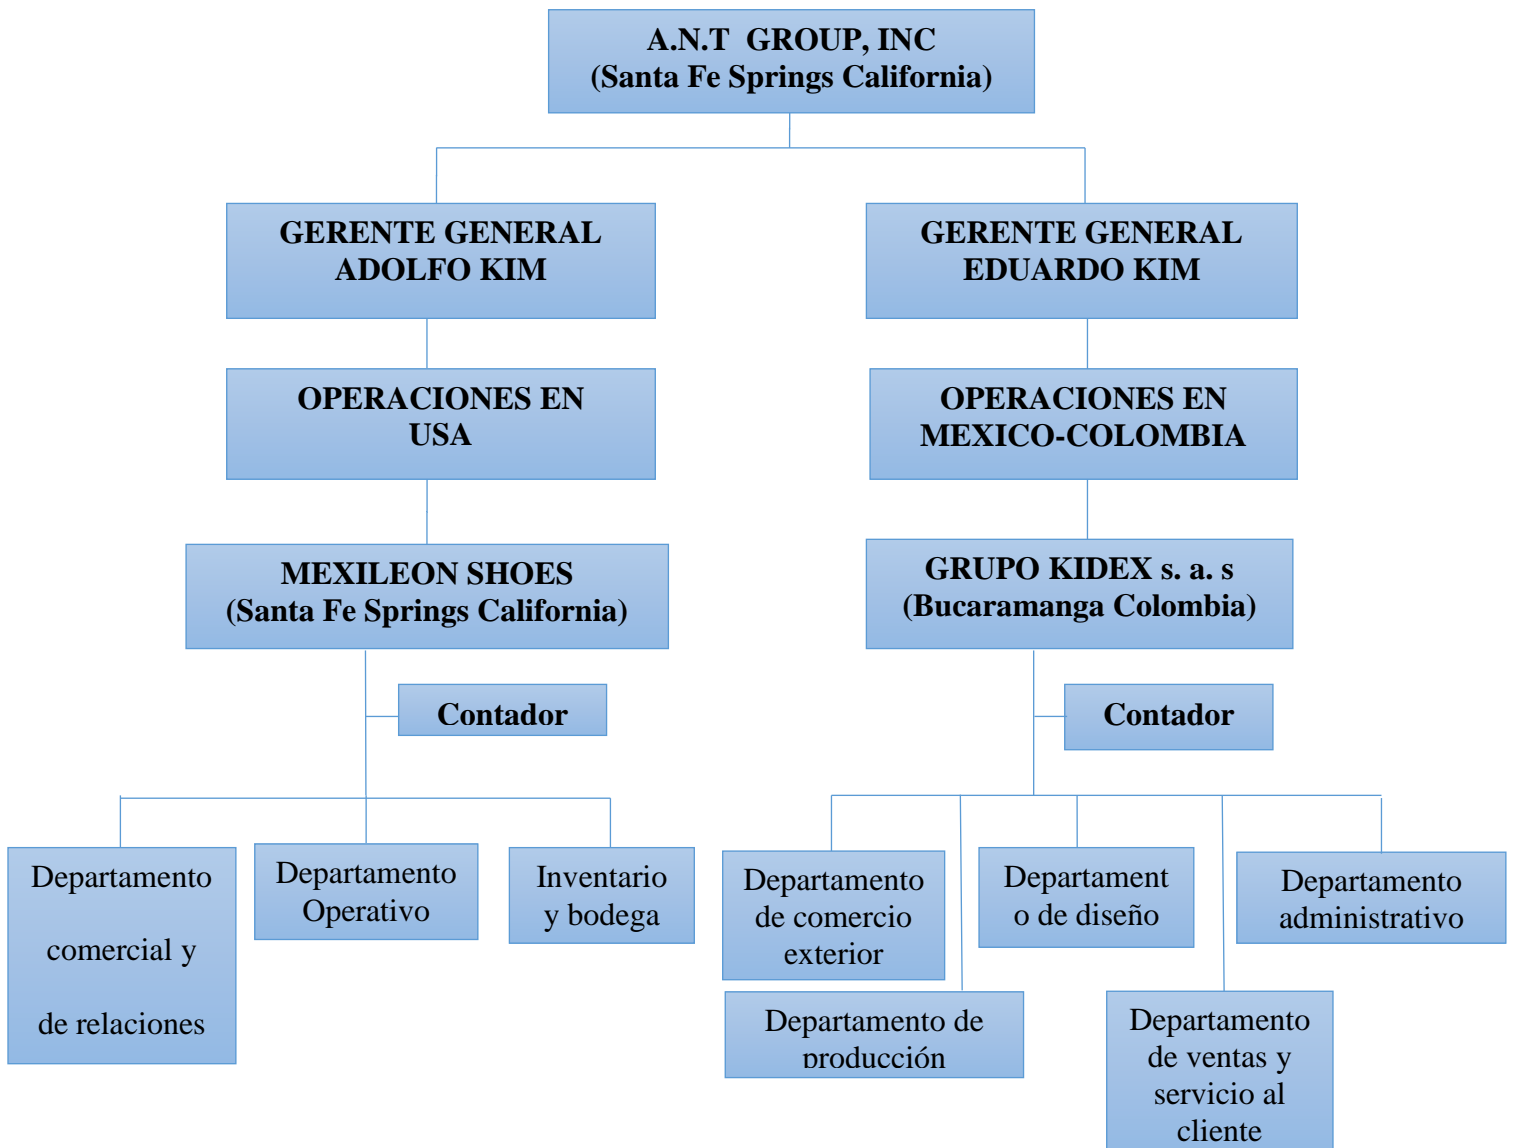 A.N.T GROUP, INC
(Santa Fe Springs California)
GERENTE GENERAL
ADOLFO KIM
GERENTE GENERAL
EDUARDO KIM
OPERACIONES EN
USA
OPERACIONES EN
MEXICO-COLOMBIA
MEXILEON SHOES
(Santa Fe Springs California)
GRUPO KIDEX s. a. s
(Bucaramanga Colombia)
Contador
Contador
Departamento
comercial y
de relaciones
Departamento
Operativo
Inventario
y bodega
Departamento
de comercio
exterior
Departament
o de diseño
Departamento
administrativo
Departamento de
producción
Departamento
de ventas y
servicio al
cliente